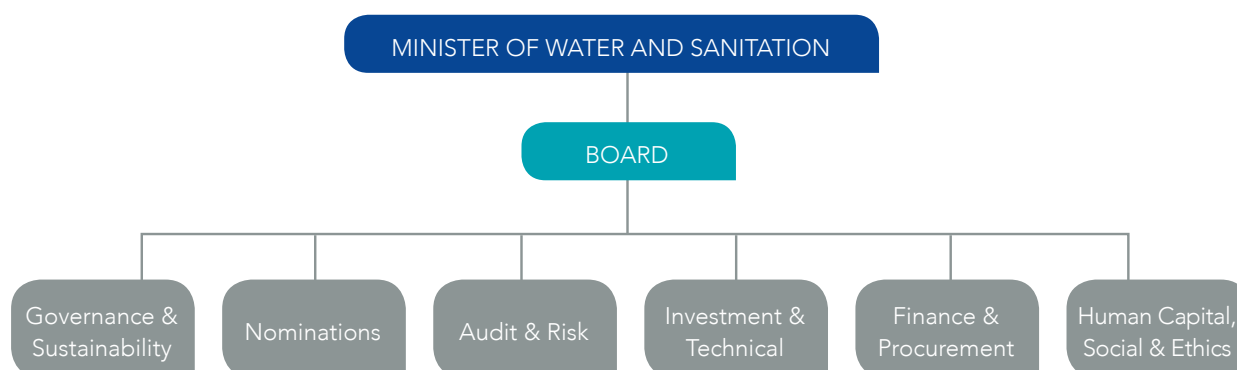 MINISTER OF WATER AND SANITATION
BOARD
Governance &
Sustainability
Nominations
Audit & Risk
Investment &
Technical
Finance &
Procurement
Human Capital,
Social & Ethics